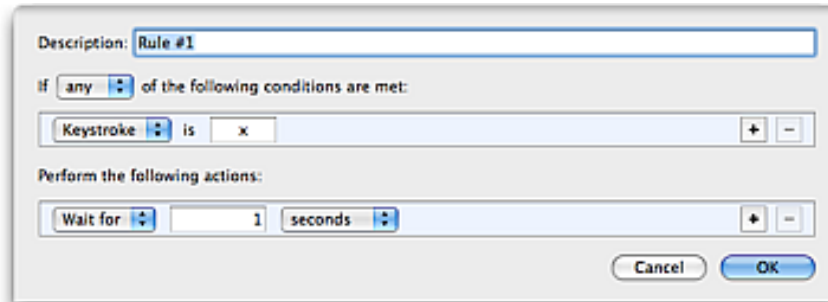 Description: Rule #1
If any of the following conditions are met:
Keystroke is x
+ −
Perform the following actions:
Wait for 1 seconds
+ −
Cancel OK